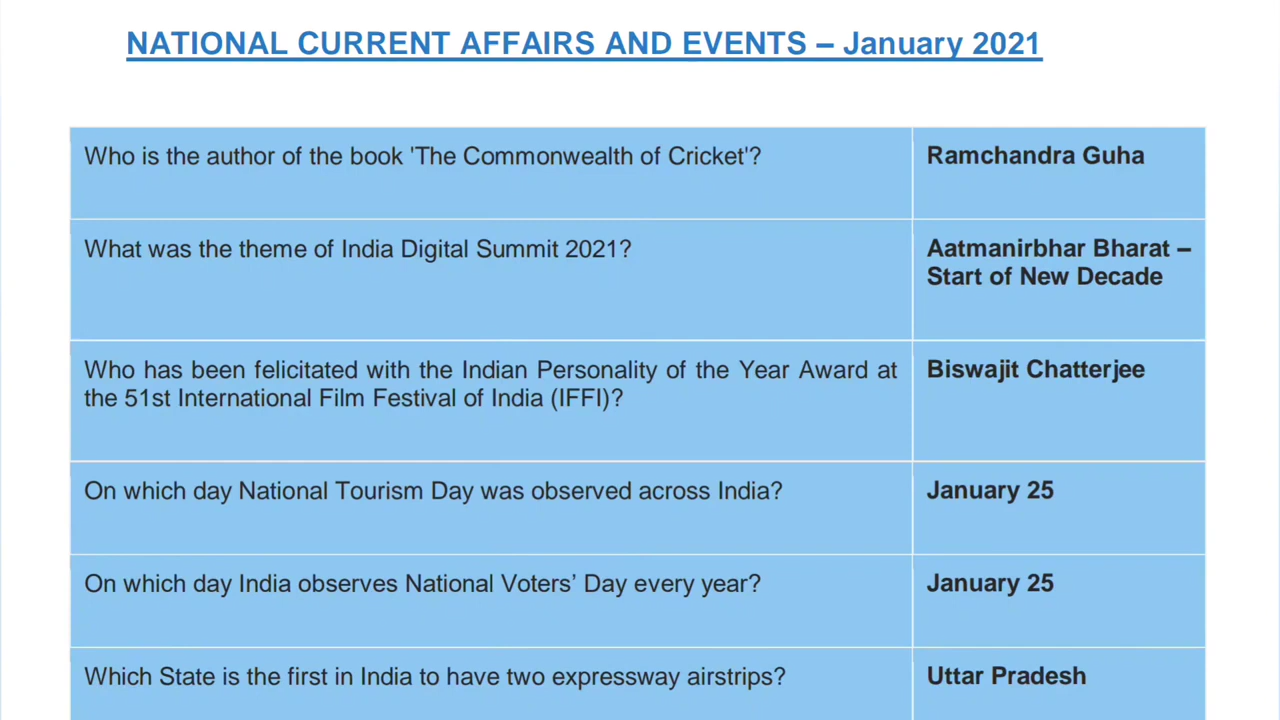 NATIONAL CURRENT AFFAIRS AND EVENTS – January 2021
Who is the author of the book 'The Commonwealth of Cricket'?
Ramchandra Guha
What was the theme of India Digital Summit 2021?
Aatmanirbhar Bharat –
Start of New Decade
Who has been felicitated with the Indian Personality of the Year Award at
the 51st International Film Festival of India (IFFI)?
Biswajit Chatterjee
On which day National Tourism Day was observed across India?
January 25
On which day India observes National Voters’ Day every year?
January 25
Which State is the first in India to have two expressway airstrips?
Uttar Pradesh